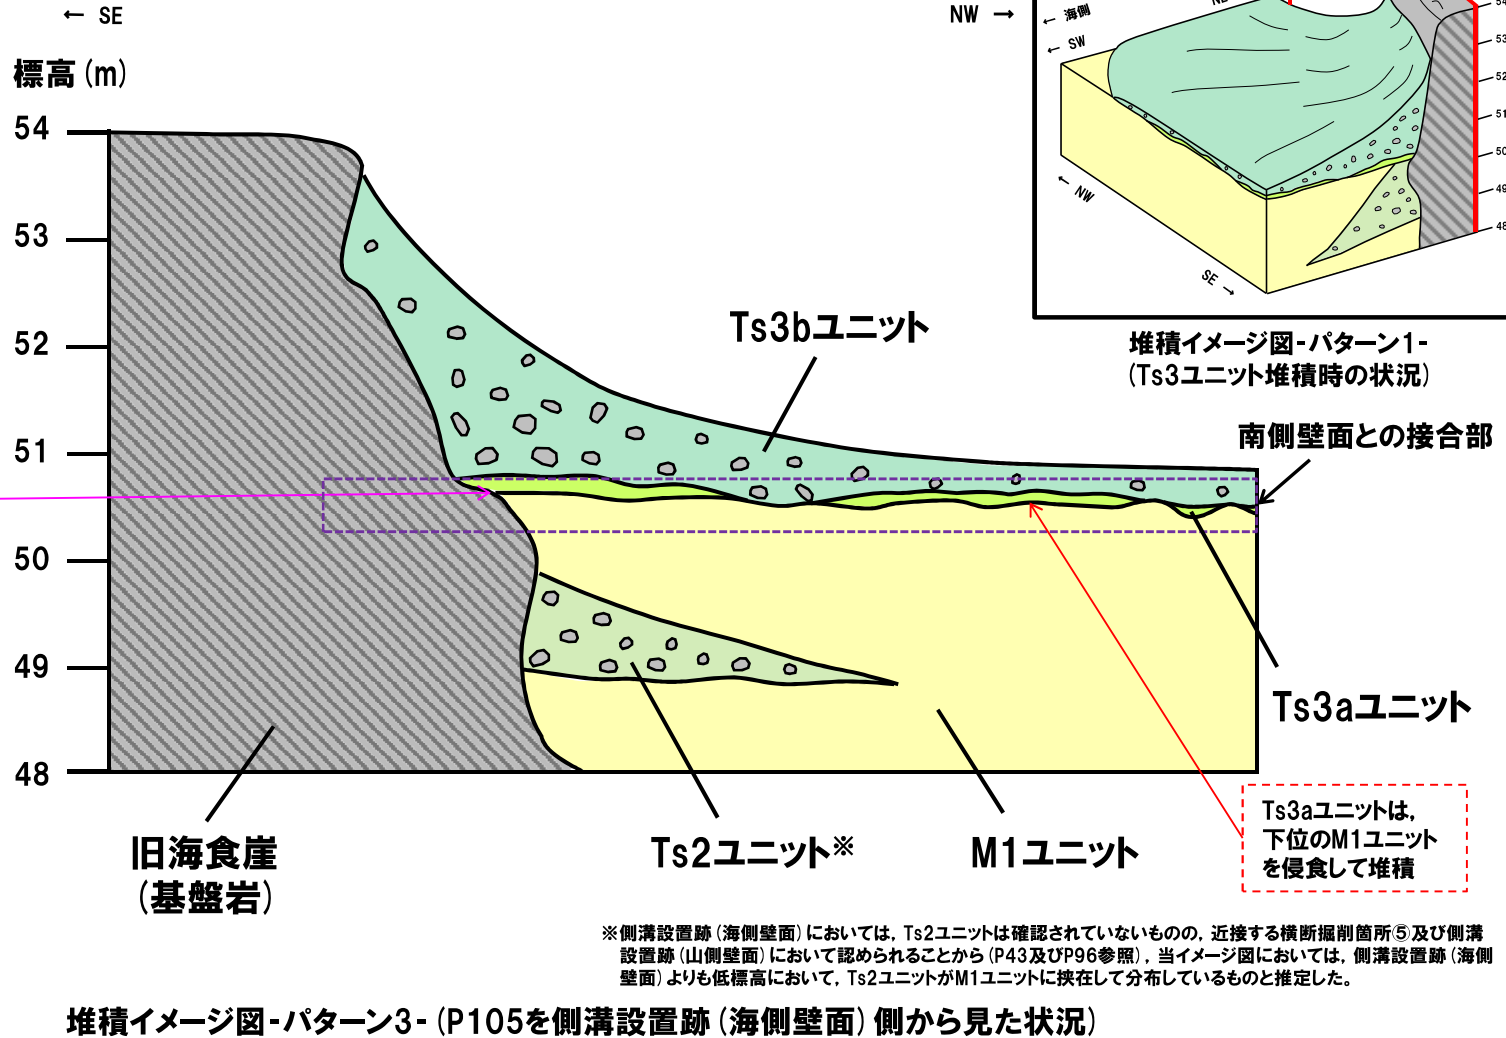 ← SE
NW →
標高(m)
54
53
52
51
50
49
48
← 海側
← SW
← NW
SE →
53
52
51
50
49
48
堆積イメージ図-パターン1-
(Ts3ユニット堆積時の状況)
Ts3bユニット
南側壁面との接合部
Ts3aユニット
Ts3aユニットは,
下位のM1ユニット
を侵食して堆積
旧海食崖
(基盤岩)
Ts2ユニット※
M1ユニット
※側溝設置跡(海側壁面)においては, Ts2ユニットは確認されていないものの, 近接する横断掘削箇所⑤及び側溝
設置跡(山側壁面)において認められることから(P43及びP96参照), 当イメージ図においては, 側溝設置跡(海側
壁面)よりも低標高において, Ts2ユニットがM1ユニットに挟在して分布しているものと推定した。
堆積イメージ図-パターン3-(P105を側溝設置跡(海側壁面)側から見た状況)